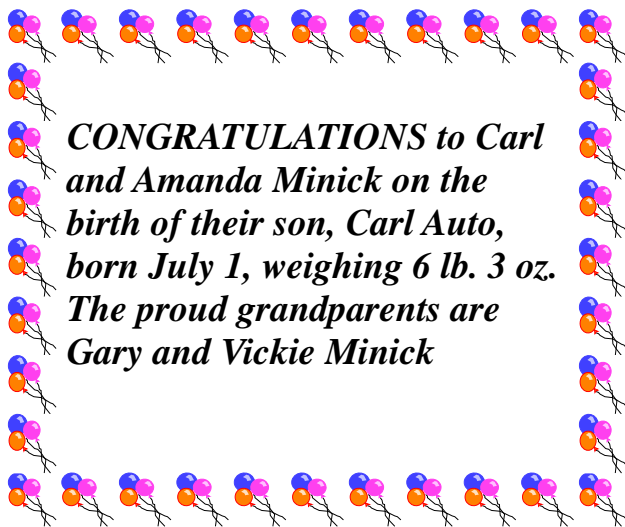 CONGRATULATIONS to Carl
and Amanda Minick on the
birth of their son, Carl Auto,
born July 1, weighing 6 lb. 3 oz.
The proud grandparents are
Gary and Vickie Minick